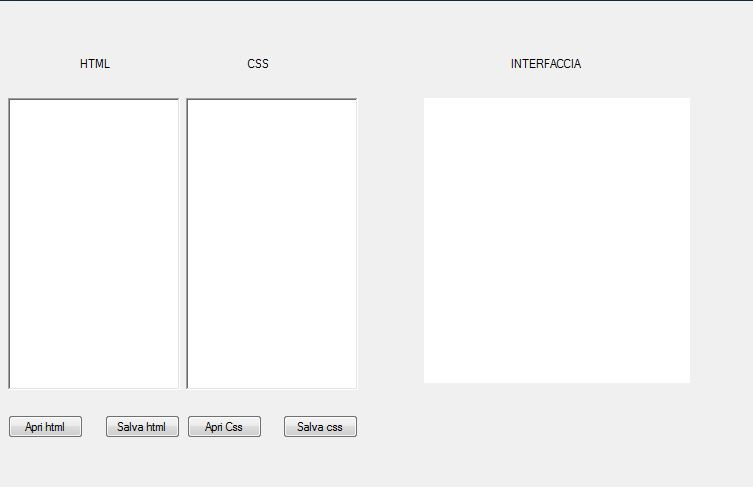 HTML CSS INTERFACCIA
Apri html Salva html Apri Css Salva css